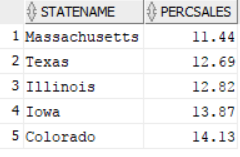 STATENAME PERCSALES
1 Massachusetts 11.44
2 Texas 12.69
3 Illinois 12.82
4 Iowa 13.87
5 Colorado 14.13